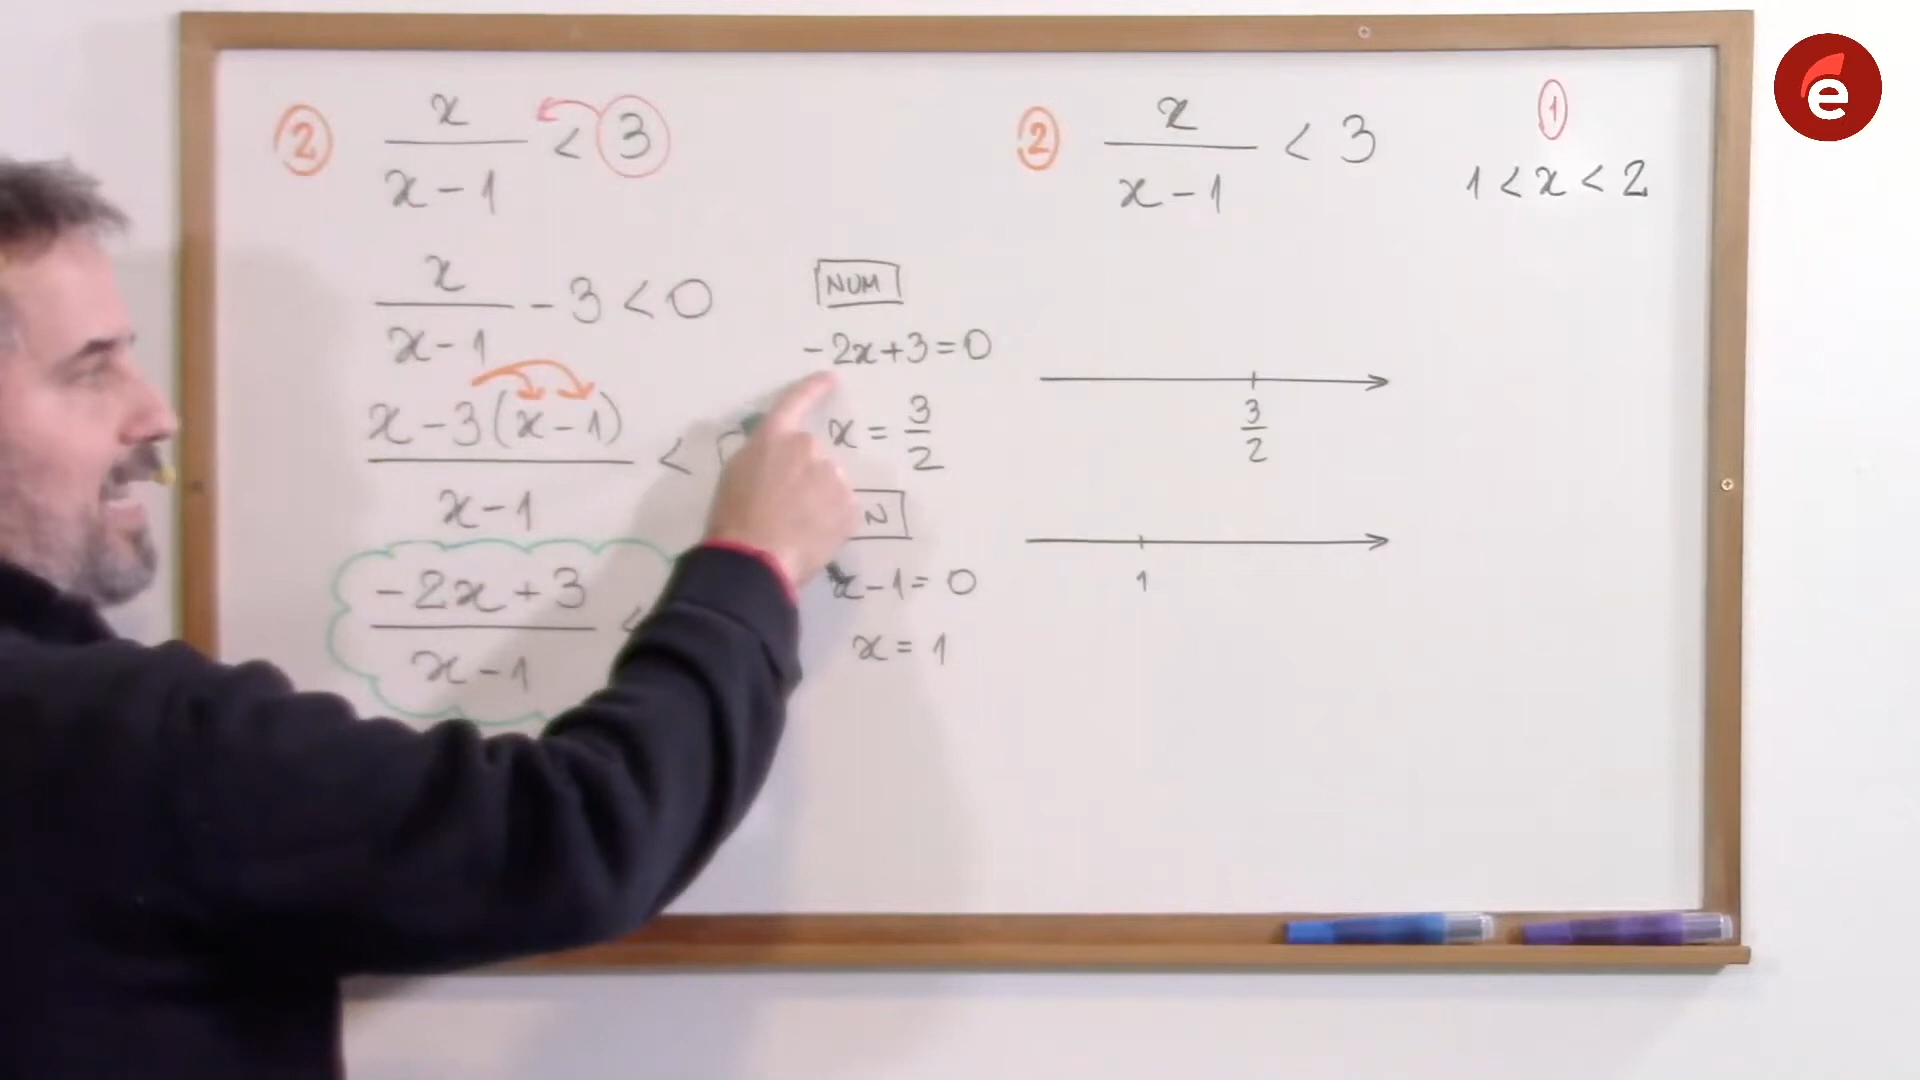 ② x/(x-1) < 3
x/(x-1) - 3 < 0
(x-3(x-1))/(x-1) <
(-2x+3)/(x-1) <
NUM
-2x+3=0
x = 3/2
N
x-1=0
x = 1
② x/(x-1) < 3
①
1 < x < 2
3/2
1
e